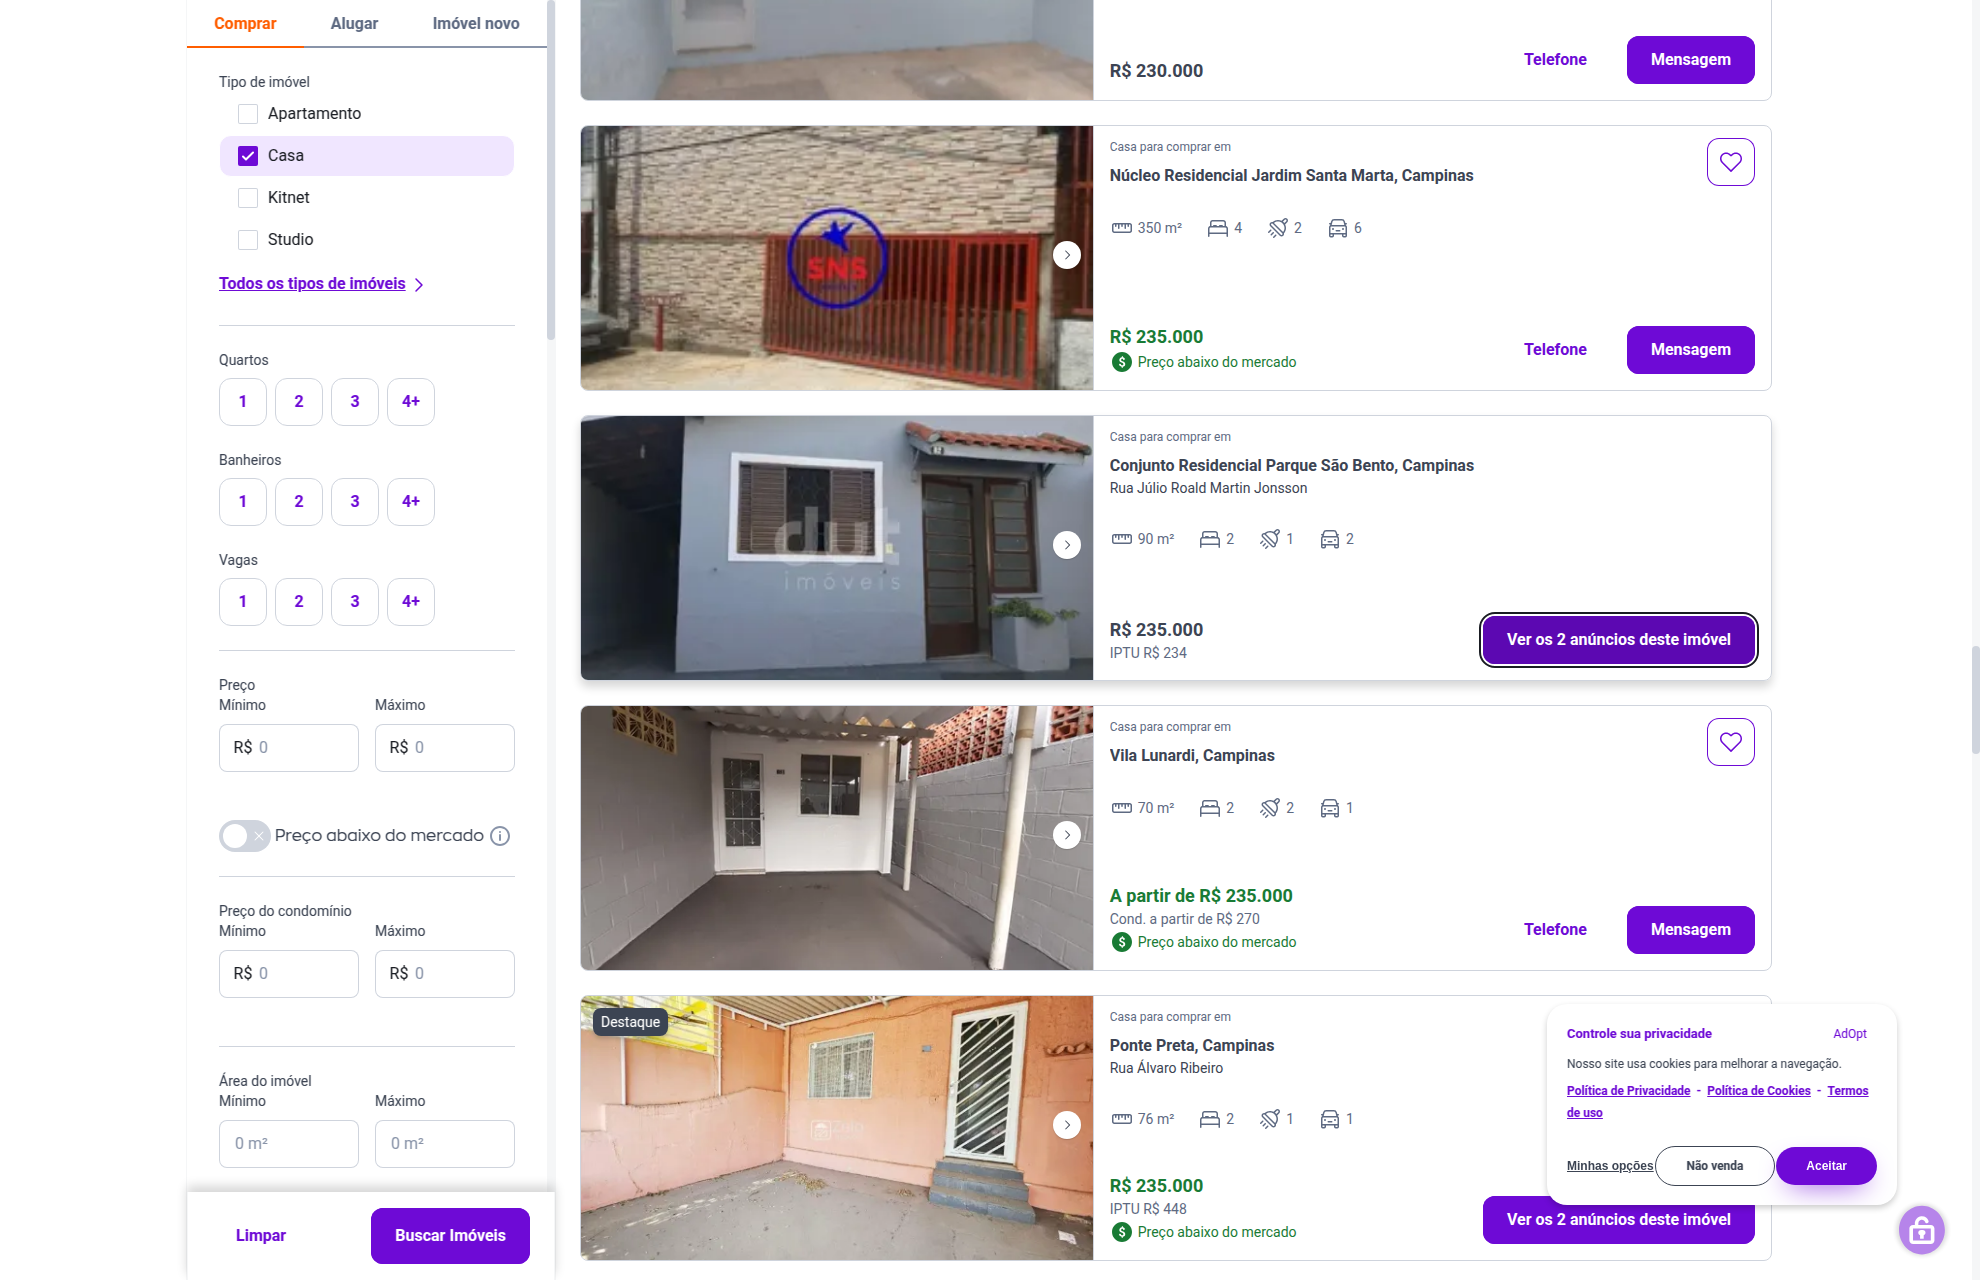 Comprar
Alugar
Imóvel novo
Tipo de imóvel
Apartamento
Casa
Kitnet
Studio
Todos os tipos de imóveis
Quartos
1
2
3
4+
Banheiros
1
2
3
4+
Vagas
1
2
3
4+
Preço
Mínimo
Máximo
R$ 0
R$ 0
Preço abaixo do mercado
Preço do condomínio
Mínimo
Máximo
R$ 0
R$ 0
Área do imóvel
Mínimo
Máximo
0 m²
0 m²
Limpar
Buscar Imóveis
R$ 230.000
Telefone
Mensagem
SNS
Casa para comprar em
Núcleo Residencial Jardim Santa Marta, Campinas
350 m²
4
2
6
R$ 235.000
$ Preço abaixo do mercado
Telefone
Mensagem
dut
imóveis
Casa para comprar em
Conjunto Residencial Parque São Bento, Campinas
Rua Júlio Roald Martin Jonsson
90 m²
2
1
2
R$ 235.000
IPTU R$ 234
Ver os 2 anúncios deste imóvel
Casa para comprar em
Vila Lunardi, Campinas
70 m²
2
2
1
A partir de R$ 235.000
Cond. a partir de R$ 270
$ Preço abaixo do mercado
Telefone
Mensagem
Destaque
Casa para comprar em
Ponte Preta, Campinas
Rua Álvaro Ribeiro
76 m²
2
1
1
R$ 235.000
IPTU R$ 448
$ Preço abaixo do mercado
Ver os 2 anúncios deste imóvel
Controle sua privacidade
AdOpt
Nosso site usa cookies para melhorar a navegação.
Política de Privacidade - Política de Cookies - Termos
de uso
Minhas opções
Não venda
Aceitar